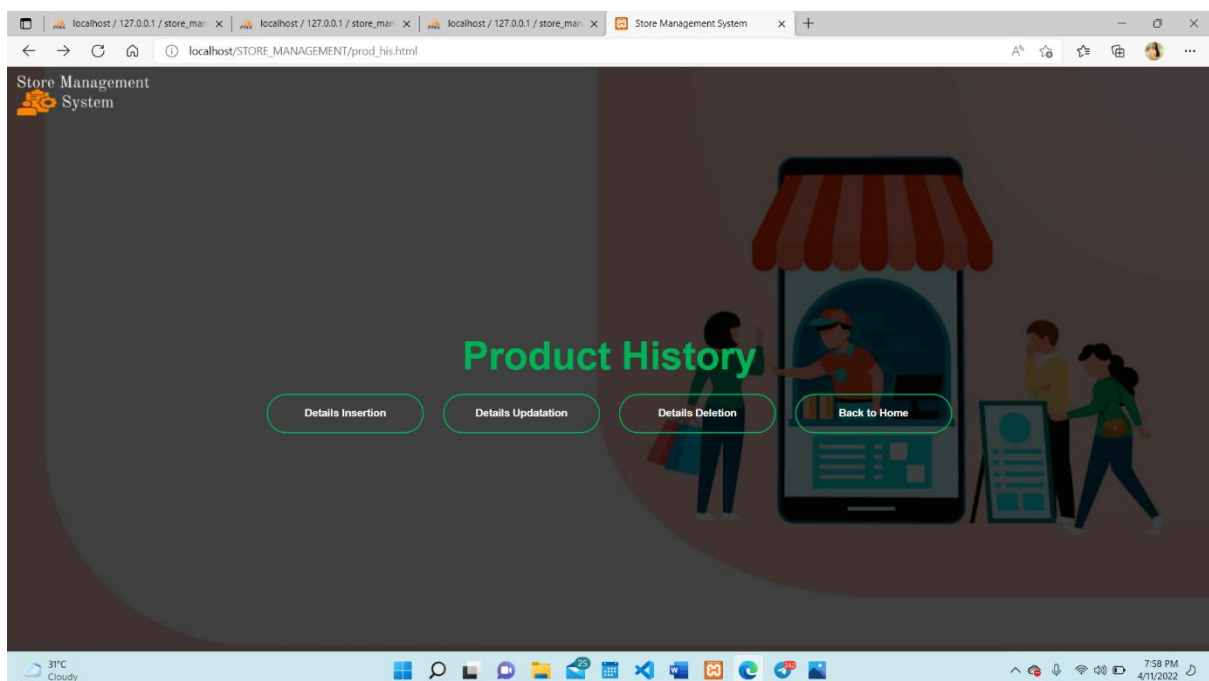 localhost / 127.0.0.1 / store_man
localhost / 127.0.0.1 / store_man
localhost / 127.0.0.1 / store_man
Store Management System
localhost/STORE_MANAGEMENT/prod_his.html
Store Management
System
Product History
Details Insertion
Details Updatation
Details Deletion
Back to Home
31°C
Cloudy
25
242
7:58 PM
4/11/2022